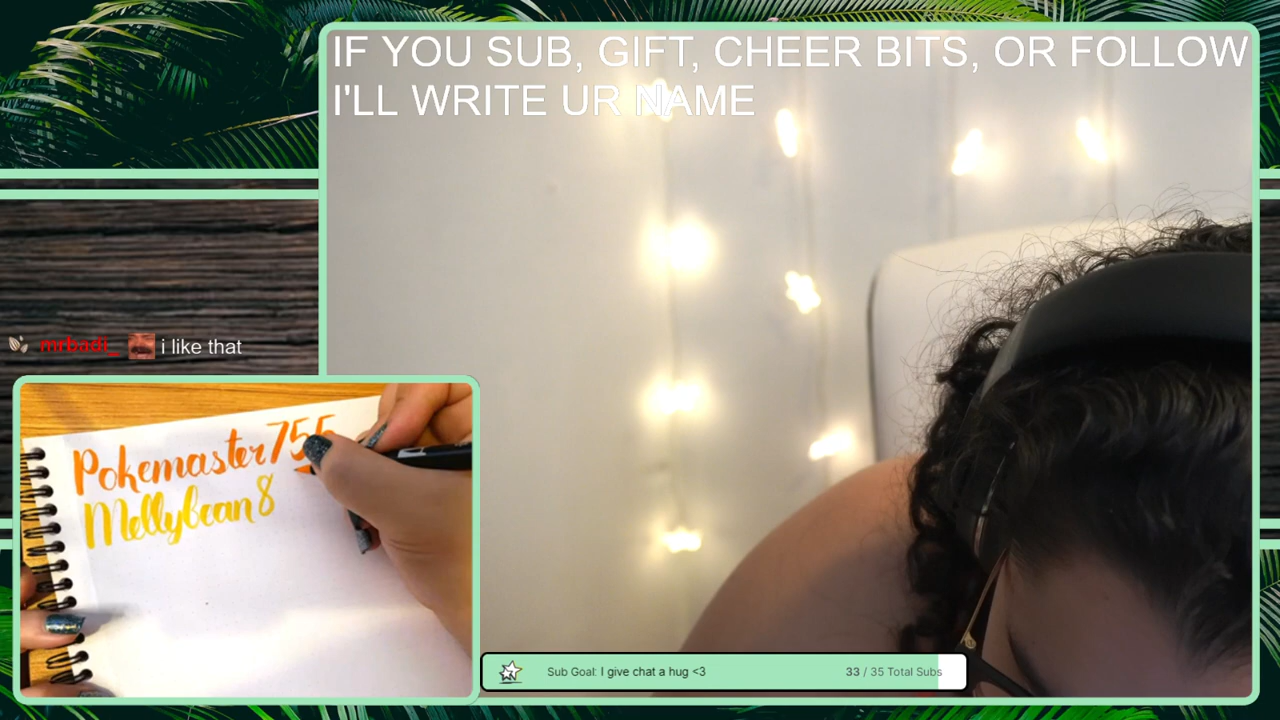 IF YOU SUB, GIFT, CHEER BITS, OR FOLLOW
I'LL WRITE UR NAME
mrbadi_ i like that
Pokemaster755
Mellybean8
Sub Goal: I give chat a hug <3 33 / 35 Total Subs